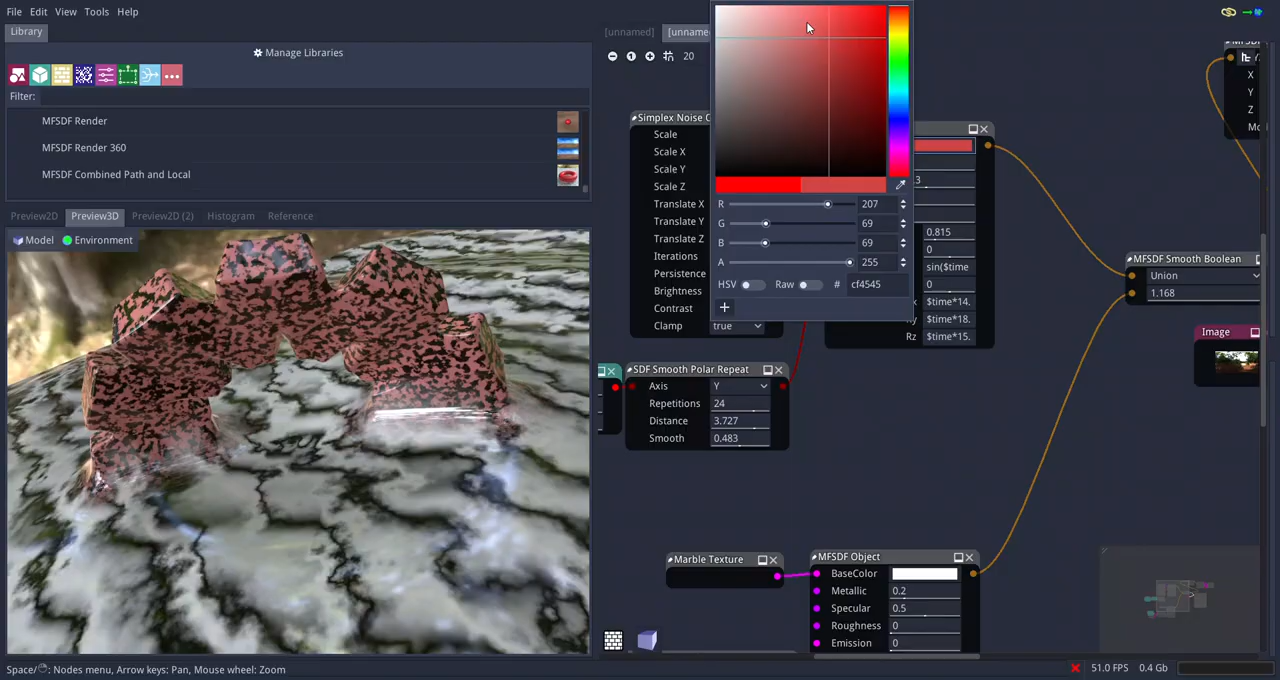 File Edit View Tools Help
Library
Manage Libraries
Filter:
MFSDF Render
MFSDF Render 360
MFSDF Combined Path and Local
Preview2D Preview3D Preview2D (2) Histogram Reference
Model Environment
[unnamed]
20
Simplex Noise
Scale
Scale X
Scale Y
Scale Z
Translate X
Translate Y
Translate Z
Iterations
Persistence
Brightness
Contrast
Clamp true
R 207
G 69
B 69
A 255
HSV Raw # cf4545
0.815
0
sin($time
0
$time*14.
$time*18.
Rz $time*15.
SDF Smooth Polar Repeat
Axis Y
Repetitions 24
Distance 3.727
Smooth 0.483
X
Y
Z
MFSDF Smooth Boolean
Union
1.168
Image
Marble Texture
MFSDF Object
BaseColor
Metallic 0.2
Specular 0.5
Roughness 0
Emission 0
Space/ : Nodes menu, Arrow keys: Pan, Mouse wheel: Zoom
51.0 FPS 0.4 Gb